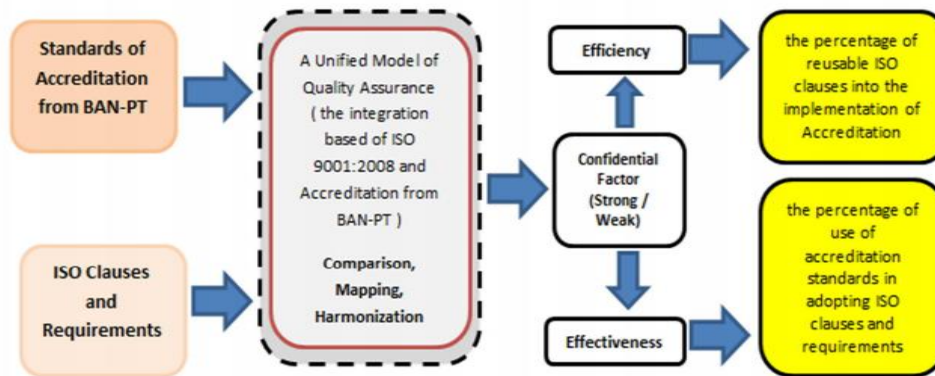 Standards of
Accreditation
from BAN-PT
ISO Clauses
and
Requirements
A Unified Model of
Quality Assurance
( the integration
based of ISO
9001:2008 and
Accreditation from
BAN-PT )
Comparison,
Mapping,
Harmonization
Efficiency
Confidential
Factor
(Strong /
Weak)
Effectiveness
the percentage of
reusable ISO
clauses into the
implementation of
Accreditation
the percentage of
use of
accreditation
standards in
adopting ISO
clauses and
requirements